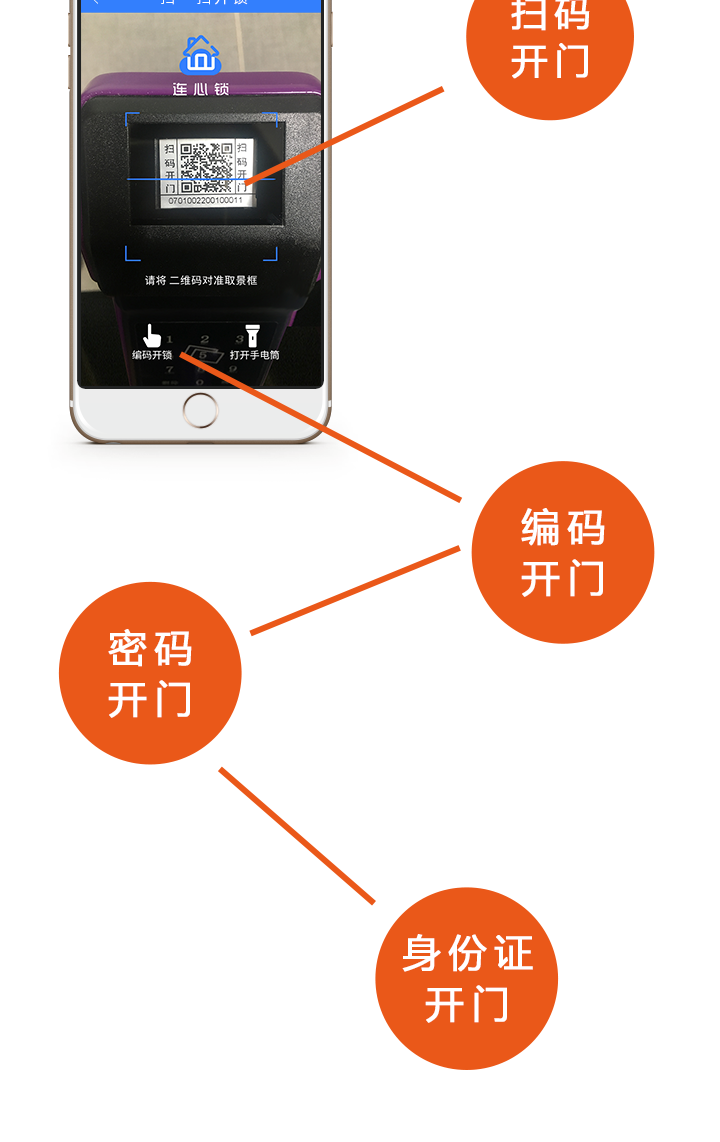 扫一扫开锁
扫码
开门
连心锁
扫码开门
扫码开门
0701002200100011
请将 二维码对准取景框
编码开锁
打开手电筒
1 2 3
5
7
9
0
编码
开门
密码
开门
身份证
开门